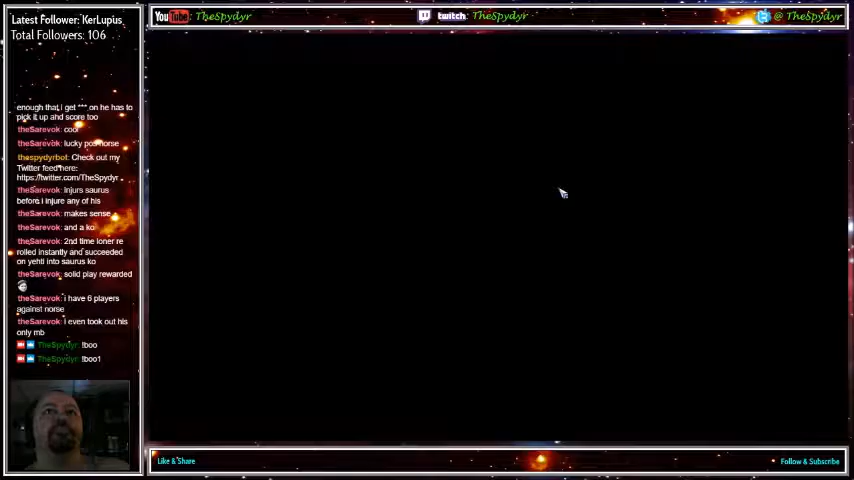 Latest Follower: KerLupus
Total Followers: 106
YouTube: TheSpydyr
twitch: TheSpydyr
@ TheSpydyr
enough that,i get *** on he has to
pick it up and score too
theSarevok: cool
theSarevok: lucky pos norse
thespydyrbot: Check out my
Twitter feed here:
https://twitter.com/TheSpydyr
theSarevok: Injurs saurus
before i injure any of his
theSarevok: makes sense
theSarevok: and a ko
theSarevok: 2nd time loner re
rolled instantly and succeeded
on yehti into saurus ko
theSarevok: solid play rewarded
theSarevok: i have 6 players
against norse
theSarevok: i even took out his
only mb
TheSpydyr: !boo
TheSpydyr: !boo1
Like & Share
Follow & Subscribe